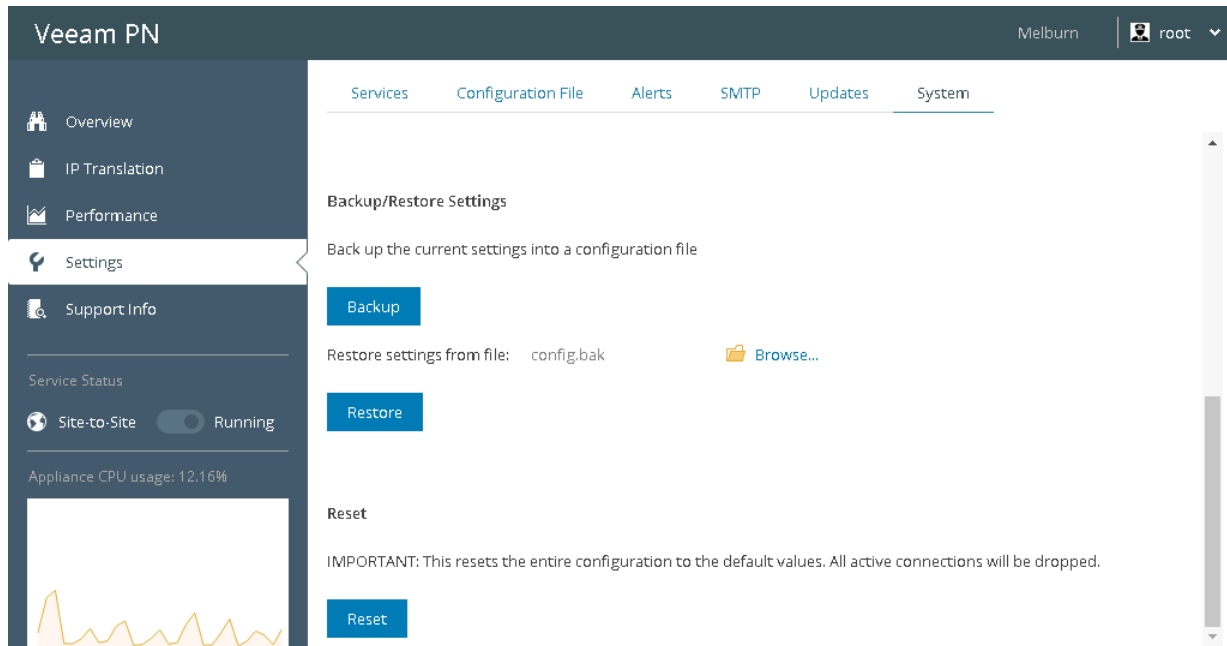 Veeam PN
Melburn
root
Services
Configuration File
Alerts
SMTP
Updates
System
Overview
IP Translation
Performance
Settings
Support Info
Service Status
Site-to-Site
Running
Appliance CPU usage: 12.16%
Backup/Restore Settings
Back up the current settings into a configuration file
Backup
Restore settings from file: config.bak Browse...
Restore
Reset
IMPORTANT: This resets the entire configuration to the default values. All active connections will be dropped.
Reset